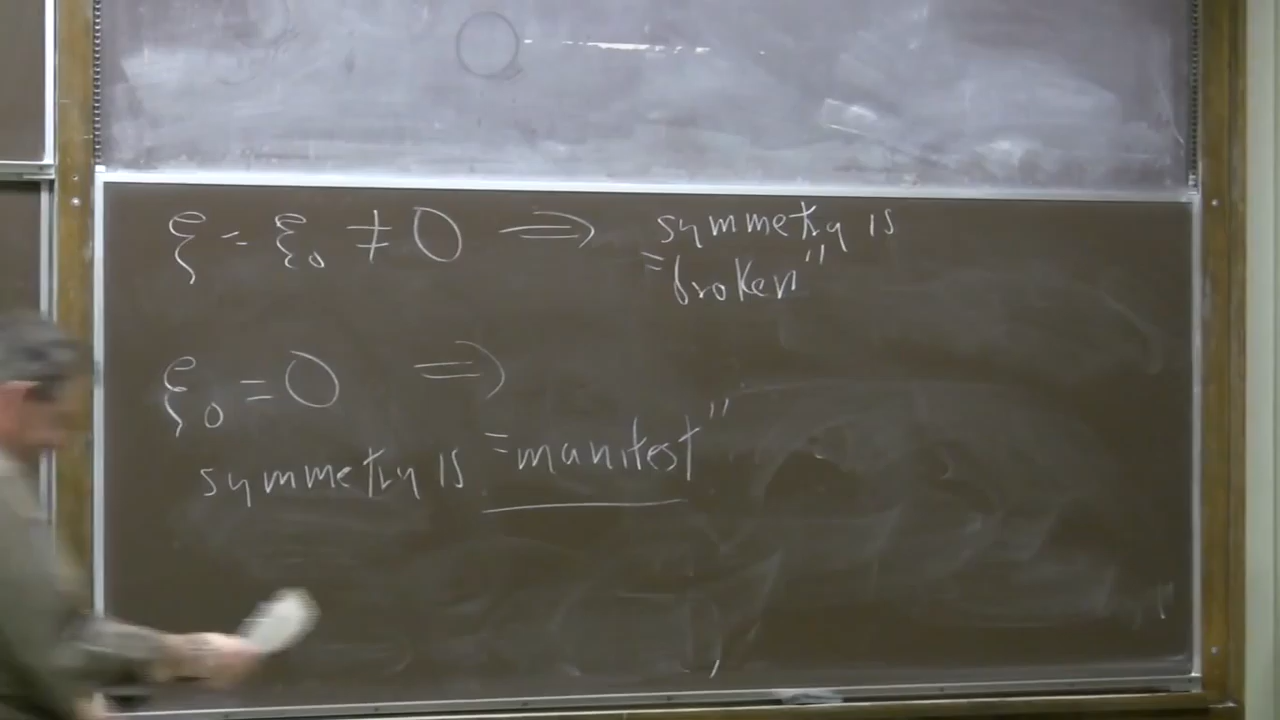 ξ = ξ₀ ≠ 0 ⇒ symmetry is
"broken"
ξ₀ = 0 ⇒
symmetry is "manifest"